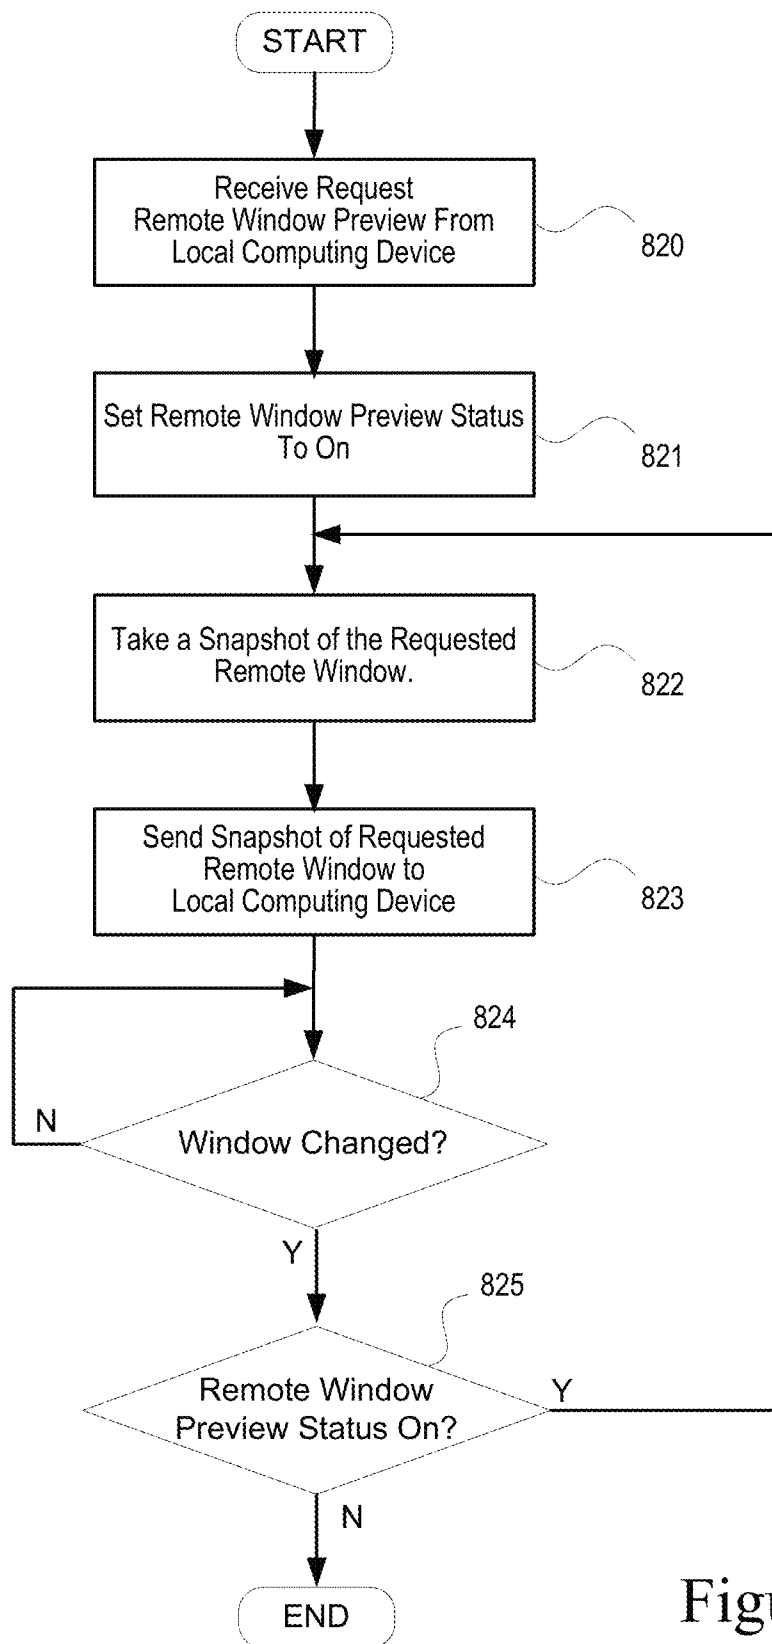 START
Receive Request
Remote Window Preview From
Local Computing Device
820
Set Remote Window Preview Status
To On
821
Take a Snapshot of the Requested
Remote Window.
822
Send Snapshot of Requested
Remote Window to
Local Computing Device
823
824
Window Changed?
N
Y
825
Remote Window
Preview Status On?
Y
N
END